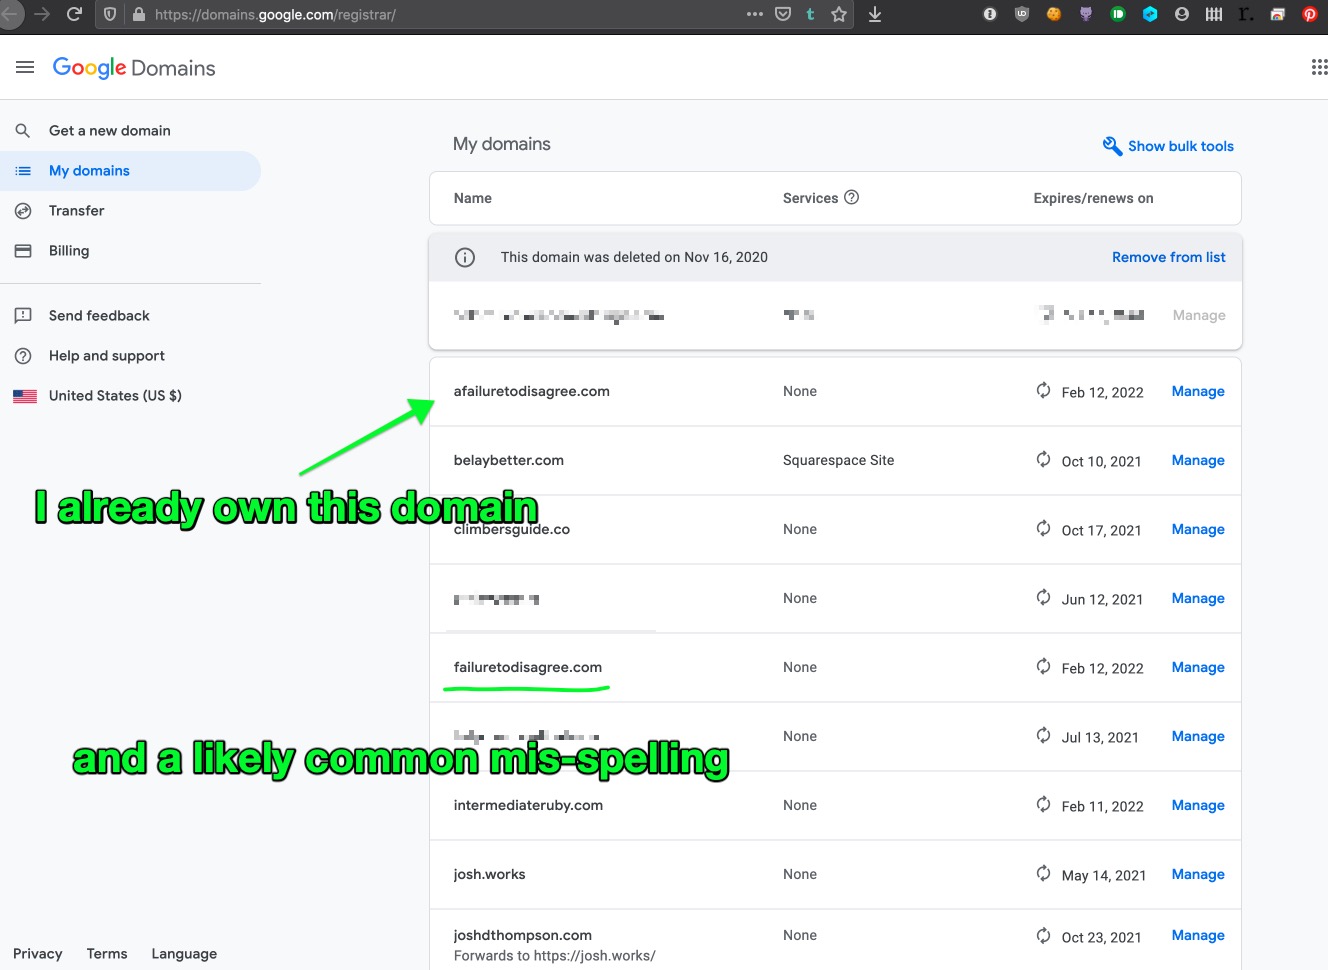 https://domains.google.com/registrar/
Google Domains
Get a new domain
My domains
Transfer
Billing
Send feedback
Help and support
United States (US $)
My domains
Show bulk tools
Name Services Expires/renews on
This domain was deleted on Nov 16, 2020 Remove from list
Manage
afailuretodisagree.com None Feb 12, 2022 Manage
belaybetter.com Squarespace Site Oct 10, 2021 Manage
I already own this domain
climbersguide.co None Oct 17, 2021 Manage
None Jun 12, 2021 Manage
failuretodisagree.com None Feb 12, 2022 Manage
None Jul 13, 2021 Manage
and a likely common mis-spelling
intermediateruby.com None Feb 11, 2022 Manage
josh.works None May 14, 2021 Manage
joshdthompson.com None Oct 23, 2021 Manage
Forwards to https://josh.works/
Privacy Terms Language